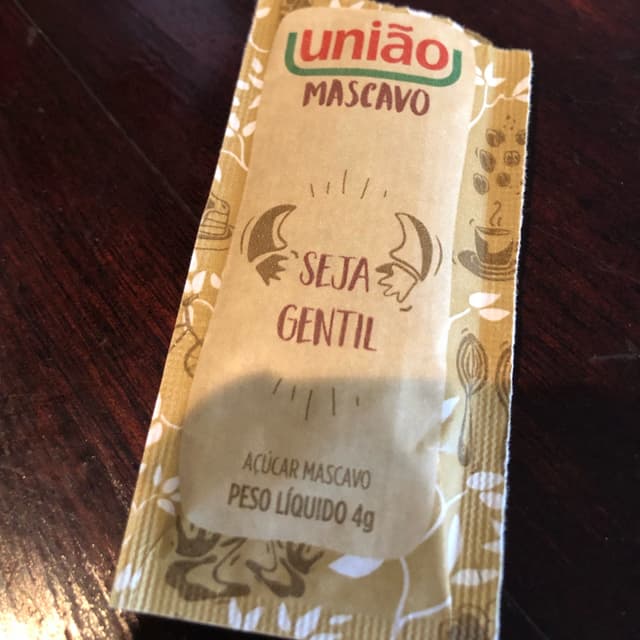 união
MASCAVO
SEJA
GENTIL
AÇÚCAR MASCAVO
PESO LÍQUIDO 4g